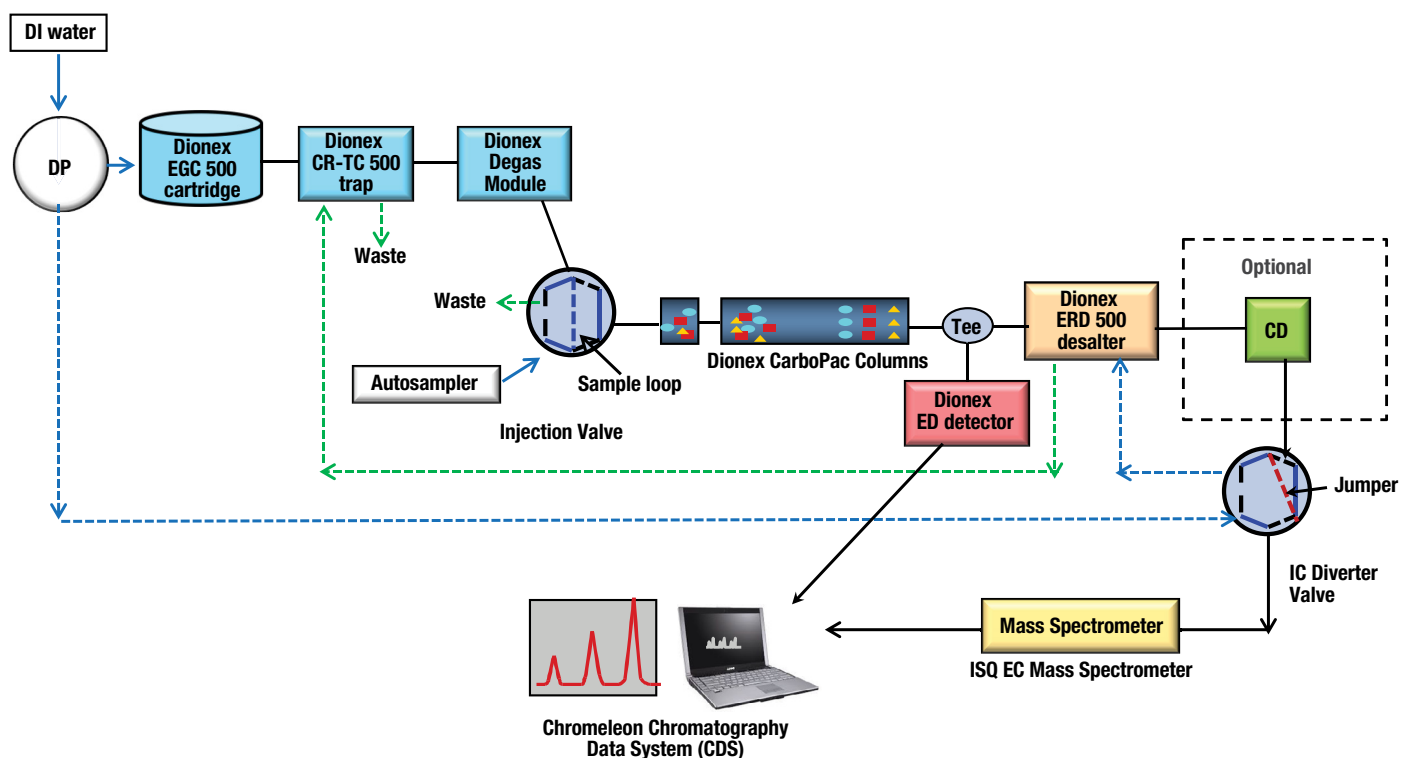 DI water
DP
Dionex
EGC 500
cartridge
Dionex
CR-TC 500
trap
Dionex
Degas
Module
Waste
Waste
Autosampler
Sample loop
Injection Valve
Dionex CarboPac Columns
Tee
Dionex
ED detector
Dionex
ERD 500
desalter
Optional
CD
Jumper
IC Diverter
Valve
Mass Spectrometer
ISQ EC Mass Spectrometer
Chromeleon Chromatography
Data System (CDS)